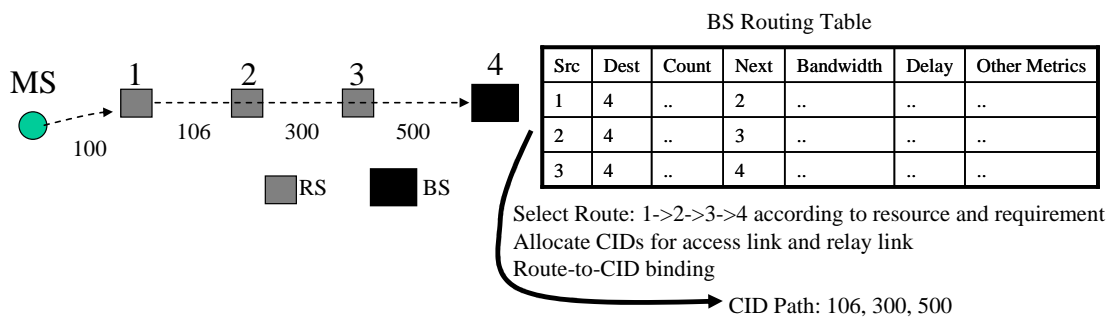 BS Routing Table
MS
1
2
3
4
100
106
300
500
RS
BS
Src Dest Count Next Bandwidth Delay Other Metrics
1 4 .. 2 .. .. ..
2 4 .. 3 .. .. ..
3 4 .. 4 .. .. ..
Select Route: 1->2->3->4 according to resource and requirement
Allocate CIDs for access link and relay link
Route-to-CID binding
CID Path: 106, 300, 500